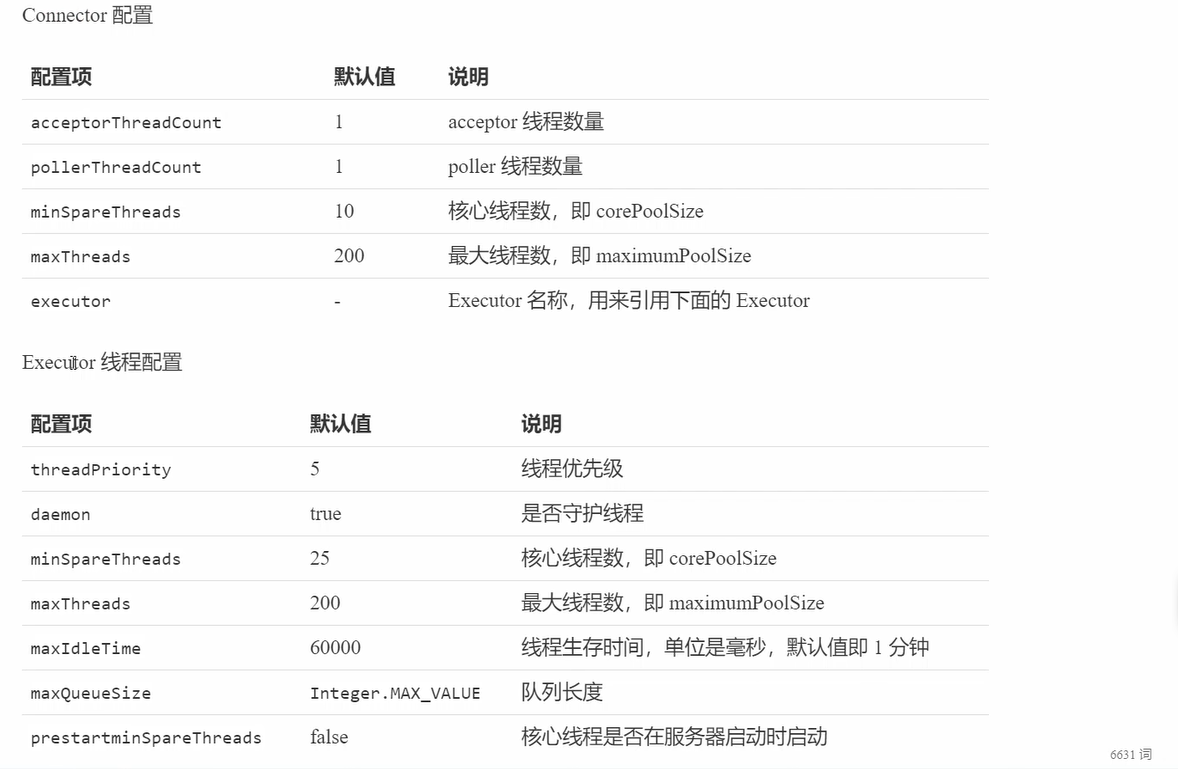 Connector 配置
配置项 默认值 说明
acceptorThreadCount 1 acceptor 线程数量
pollerThreadCount 1 poller 线程数量
minSpareThreads 10 核心线程数，即 corePoolSize
maxThreads 200 最大线程数，即 maximumPoolSize
executor - Executor 名称，用来引用下面的 Executor
Executor 线程配置
配置项 默认值 说明
threadPriority 5 线程优先级
daemon true 是否守护线程
minSpareThreads 25 核心线程数，即 corePoolSize
maxThreads 200 最大线程数，即 maximumPoolSize
maxIdleTime 60000 线程生存时间，单位是毫秒，默认值即 1 分钟
maxQueueSize Integer.MAX_VALUE 队列长度
prestartminSpareThreads false 核心线程是否在服务器启动时启动
6631 词